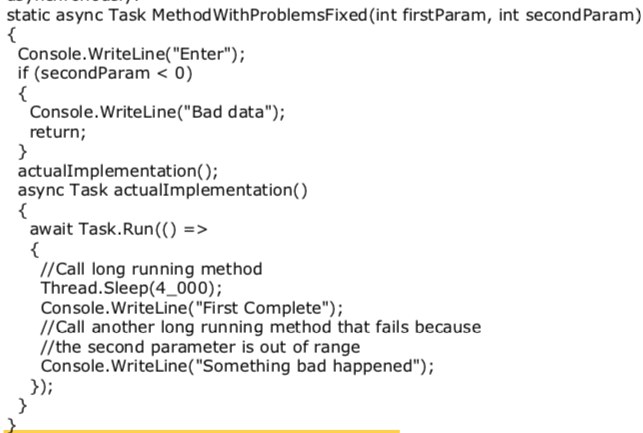 static async Task MethodWithProblemsFixed(int firstParam, int secondParam)
{
Console.WriteLine("Enter");
if (secondParam < 0)
{
Console.WriteLine("Bad data");
return;
}
actualImplementation();
async Task actualImplementation()
{
await Task.Run(() =>
{
//Call long running method
Thread.Sleep(4_000);
Console.WriteLine("First Complete");
//Call another long running method that fails because
//the second parameter is out of range
Console.WriteLine("Something bad happened");
});
}
}